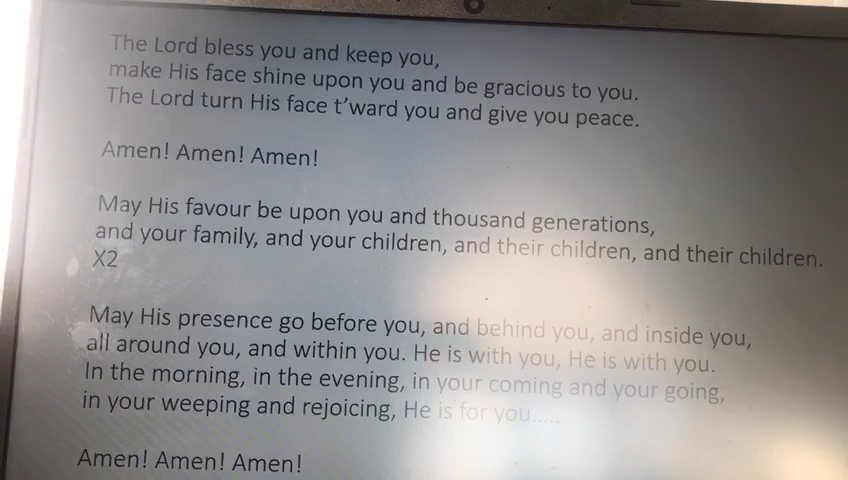 The Lord bless you and keep you,
make His face shine upon you and be gracious to you.
The Lord turn His face t'ward you and give you peace.
Amen! Amen! Amen!
May His favour be upon you and thousand generations,
and your family, and your children, and their children, and their children.
X2
May His presence go before you, and behind you, and inside you,
all around you, and within you. He is with you, He is with you.
In the morning, in the evening, in your coming and your going,
in your weeping and rejoicing, He is for you.....
Amen! Amen! Amen!